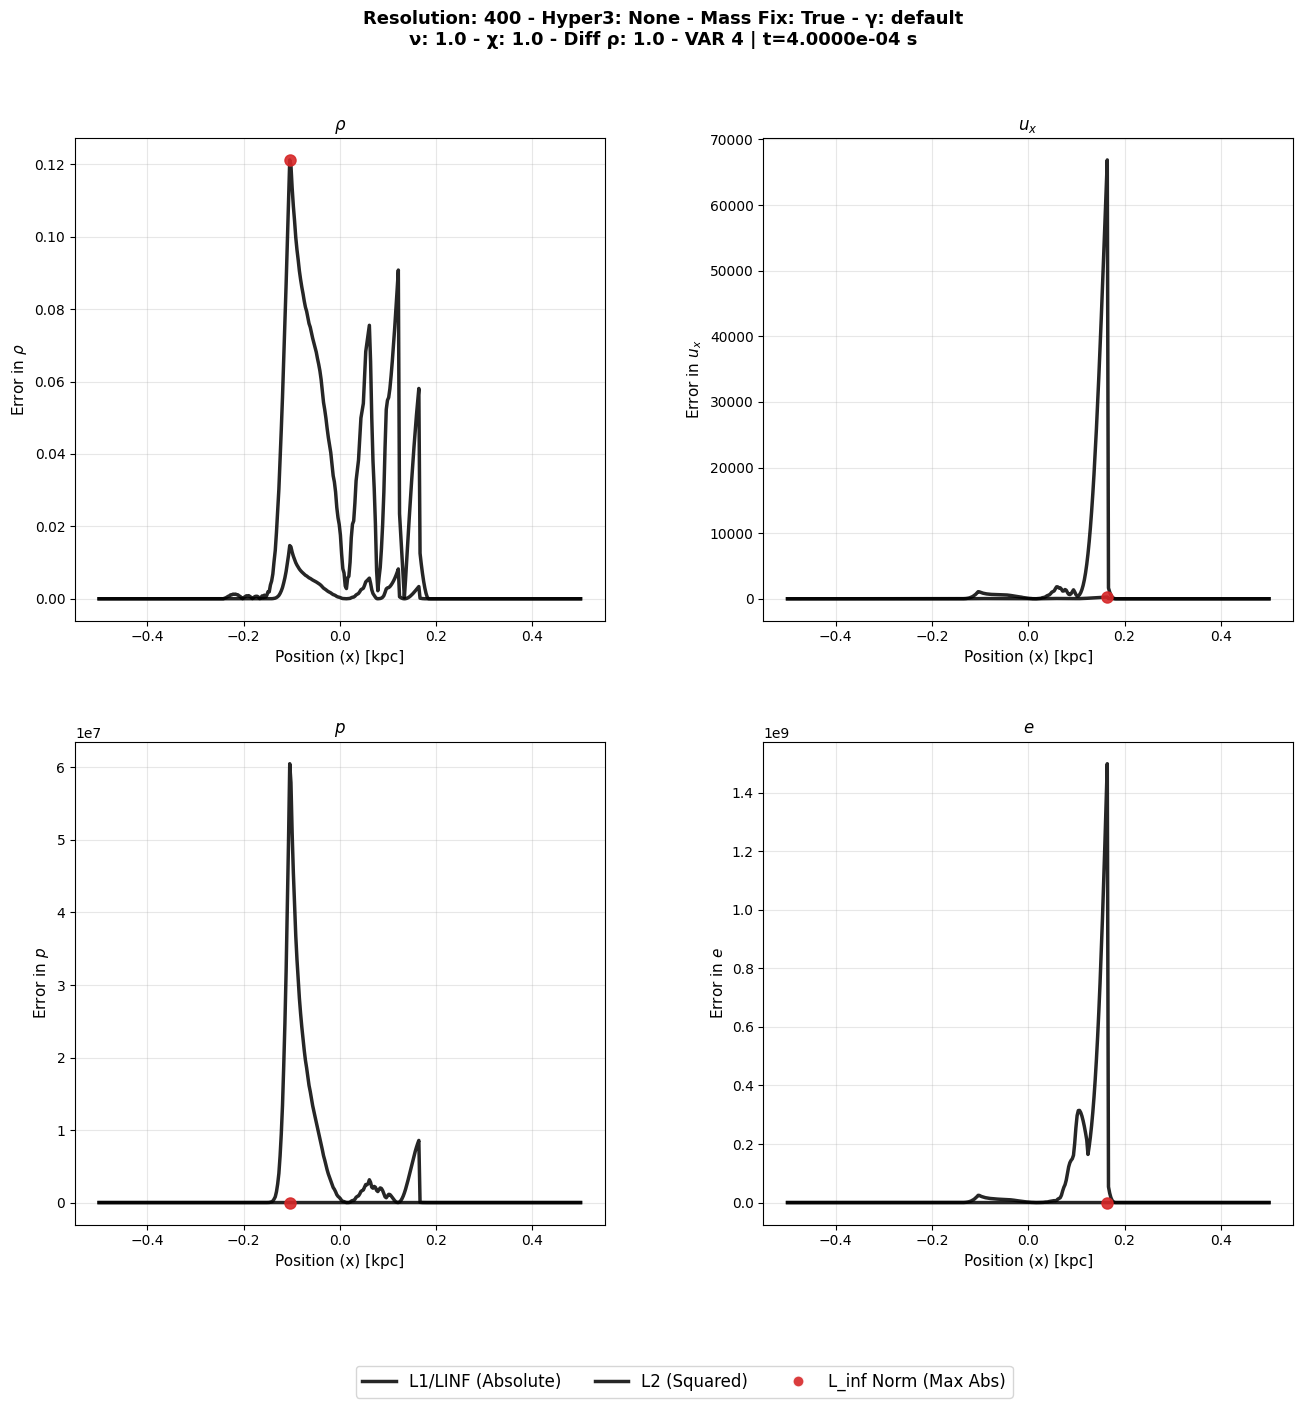 Resolution: 400 - Hyper3: None - Mass Fix: True - γ: default
ν: 1.0 - χ: 1.0 - Diff ρ: 1.0 - VAR 4 | t=4.0000e-04 s
ρ
Error in ρ
0.12
0.10
0.08
0.06
0.04
0.02
0.00
−0.4 −0.2 0.0 0.2 0.4
Position (x) [kpc]
u_x
Error in u_x
70000
60000
50000
40000
30000
20000
10000
0
−0.4 −0.2 0.0 0.2 0.4
Position (x) [kpc]
p
1e7
Error in p
6
5
4
3
2
1
0
−0.4 −0.2 0.0 0.2 0.4
Position (x) [kpc]
e
1e9
Error in e
1.4
1.2
1.0
0.8
0.6
0.4
0.2
0.0
−0.4 −0.2 0.0 0.2 0.4
Position (x) [kpc]
L1/LINF (Absolute) L2 (Squared) L_inf Norm (Max Abs)